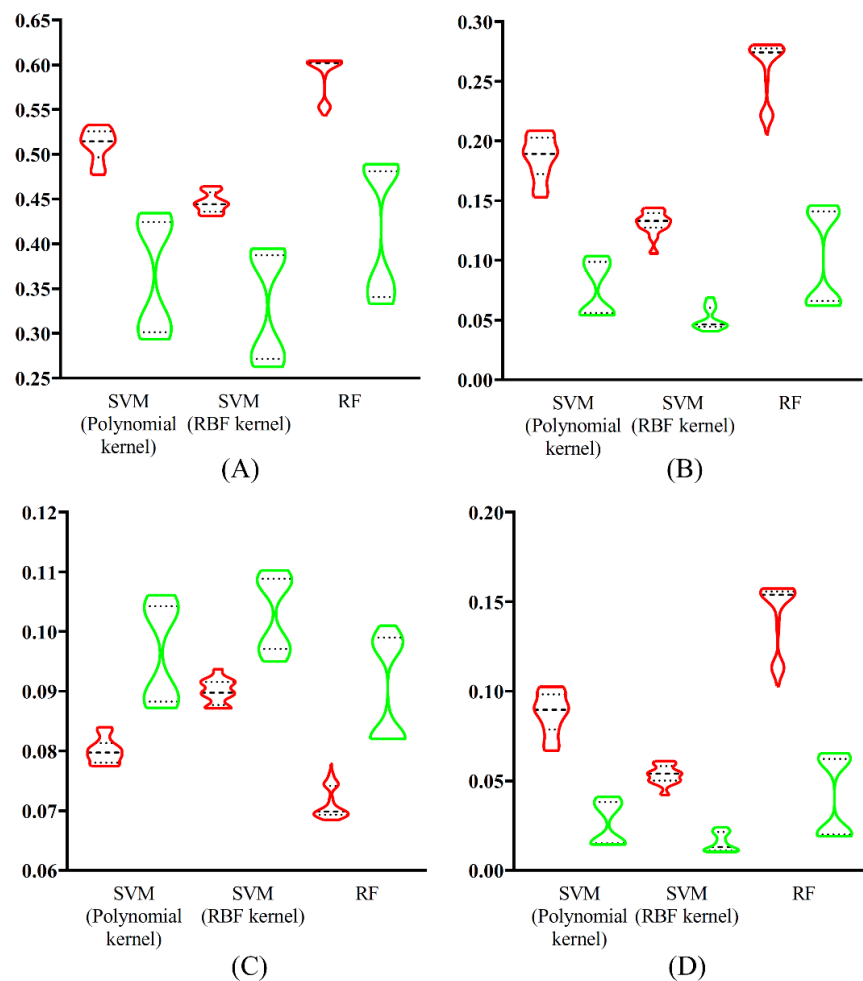 0.65
0.60
0.55
0.50
0.45
0.40
0.35
0.30
0.25
SVM
(Polynomial
kernel)
SVM
(RBF kernel)
RF
(A)
0.30
0.25
0.20
0.15
0.10
0.05
0.00
SVM
(Polynomial
kernel)
SVM
(RBF kernel)
RF
(B)
0.12
0.11
0.10
0.09
0.08
0.07
0.06
SVM
(Polynomial
kernel)
SVM
(RBF kernel)
RF
(C)
0.20
0.15
0.10
0.05
0.00
SVM
(Polynomial
kernel)
SVM
(RBF kernel)
RF
(D)